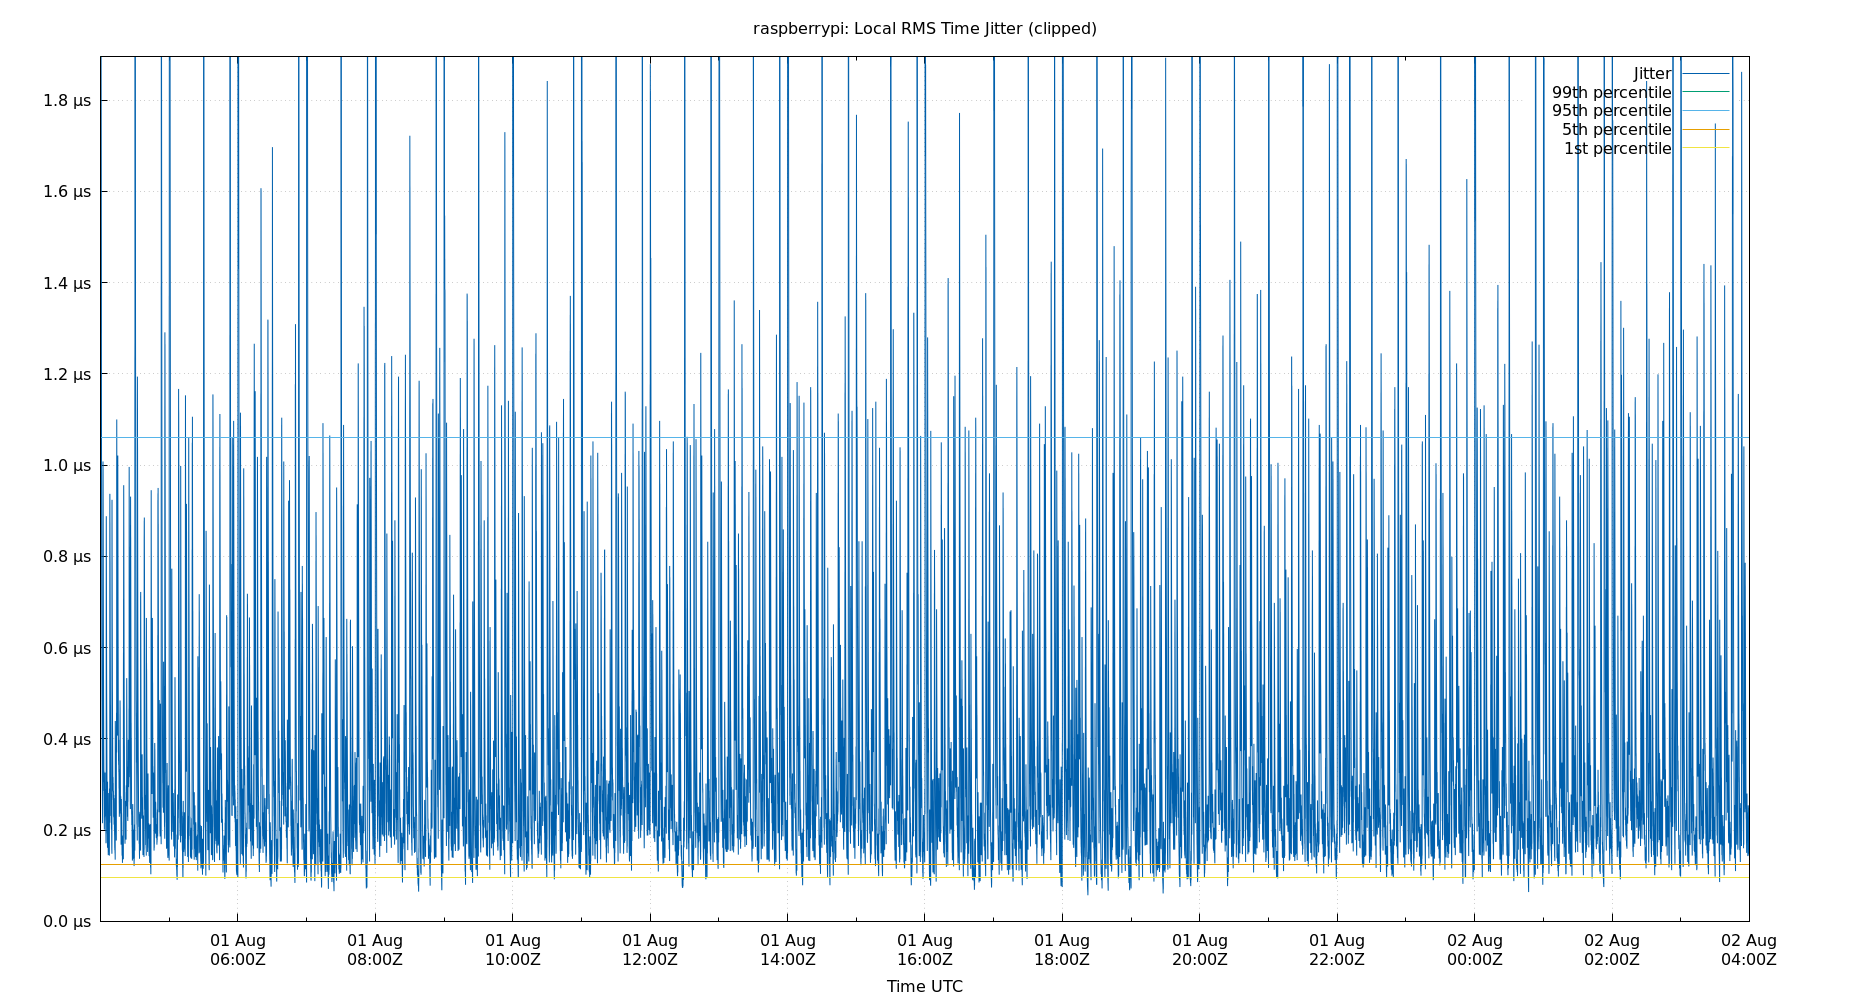 raspberrypi: Local RMS Time Jitter (clipped)
Jitter
99th percentile
95th percentile
5th percentile
1st percentile
1.8 µs
1.6 µs
1.4 µs
1.2 µs
1.0 µs
0.8 µs
0.6 µs
0.4 µs
0.2 µs
0.0 µs
01 Aug 01 Aug 01 Aug 01 Aug 01 Aug 01 Aug 01 Aug 01 Aug 01 Aug 02 Aug 02 Aug 02 Aug
06:00Z 08:00Z 10:00Z 12:00Z 14:00Z 16:00Z 18:00Z 20:00Z 22:00Z 00:00Z 02:00Z 04:00Z
Time UTC